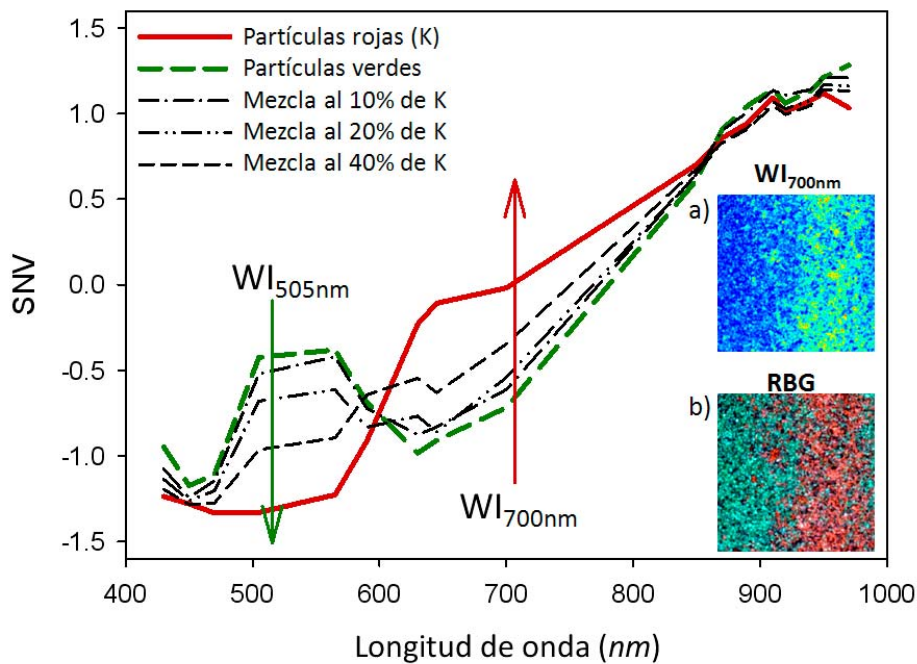 1.5
1.0
0.5
0.0
-0.5
-1.0
-1.5
SNV
Partículas rojas (K)
Partículas verdes
Mezcla al 10% de K
Mezcla al 20% de K
Mezcla al 40% de K
WI505nm
WI700nm
WI700nm
a)
RBG
b)
400 500 600 700 800 900 1000
Longitud de onda (nm)